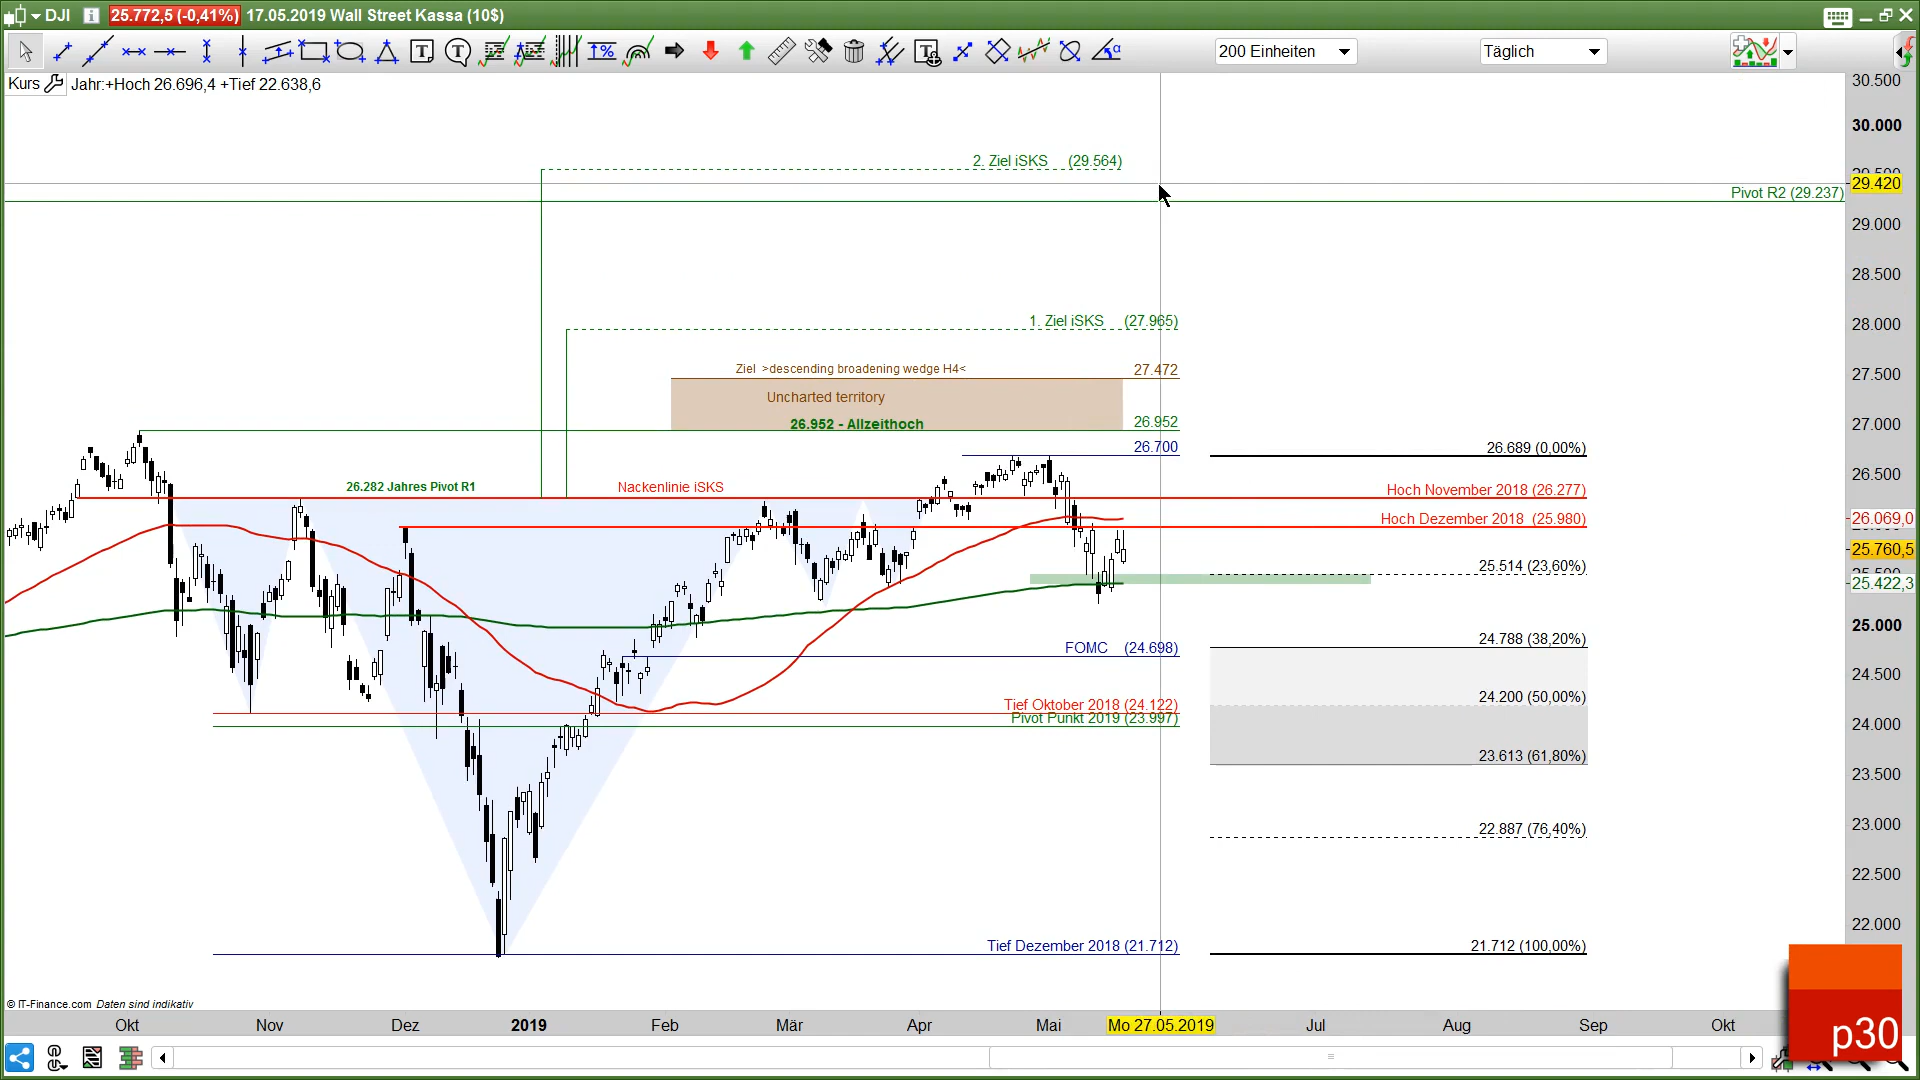 DJI 25.772,5 (-0,41%) 17.05.2019 Wall Street Kassa (10$)
200 Einheiten Täglich
Kurs Jahr:+Hoch 26.696,4 +Tief 22.638,6
30.500
30.000
2. Ziel iSKS (29.564)
29.420
Pivot R2 (29.237)
29.000
28.500
1. Ziel iSKS (27.965)
28.000
Ziel >descending broadening wedge H4< 27.472
27.500
Uncharted territory
26.952 - Allzeithoch 26.952
27.000
26.700
26.689 (0,00%)
26.500
26.282 Jahres Pivot R1
Nackenlinie iSKS
Hoch November 2018 (26.277)
Hoch Dezember 2018 (25.980)
26.069,0
25.760,5
25.514 (23,60%)
25.422,3
25.000
24.788 (38,20%)
FOMC (24.698)
24.500
24.200 (50,00%)
Tief Oktober 2018 (24.122)
Pivot Punkt 2019 (23.997)
24.000
23.613 (61,80%)
23.500
22.887 (76,40%)
23.000
22.500
22.000
Tief Dezember 2018 (21.712)
21.712 (100,00%)
© IT-Finance.com Daten sind indikativ
Okt Nov Dez 2019 Feb Mär Apr Mai Mo 27.05.2019 Jul Aug Sep Okt
p30